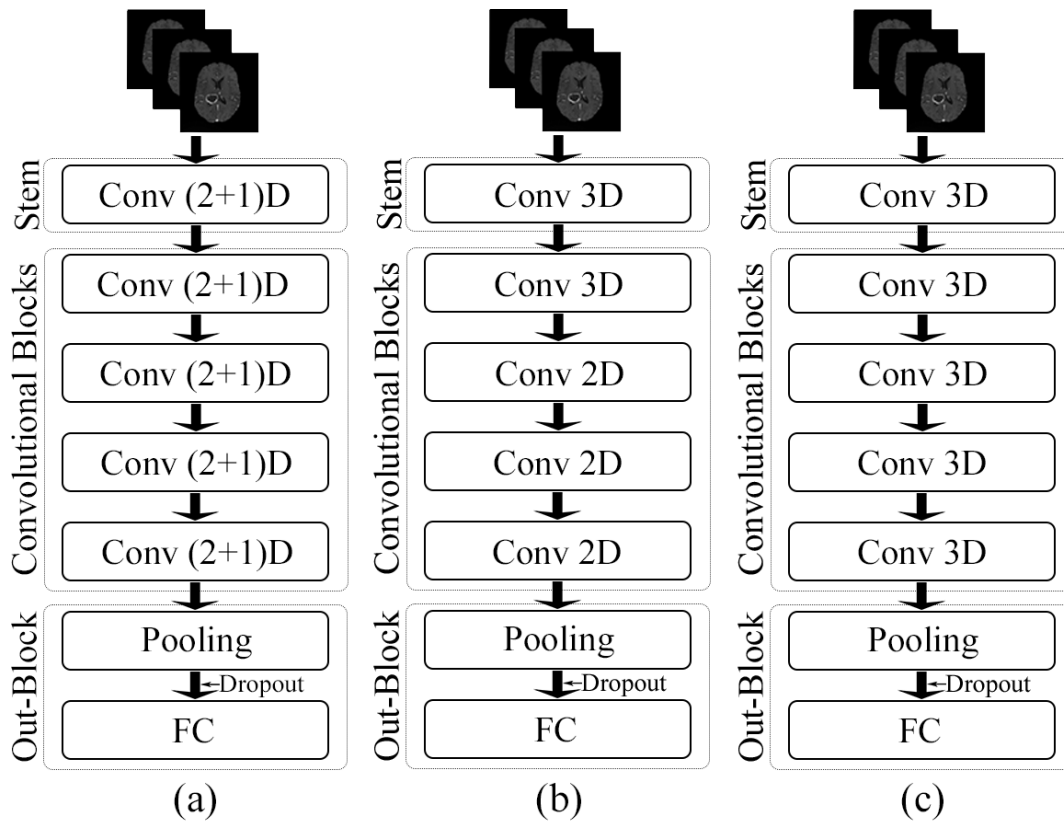 Stem
Conv (2+1)D
Convolutional Blocks
Conv (2+1)D
Conv (2+1)D
Conv (2+1)D
Conv (2+1)D
Out-Block
Pooling
Dropout
FC
(a)
Stem
Conv 3D
Convolutional Blocks
Conv 3D
Conv 2D
Conv 2D
Conv 2D
Out-Block
Pooling
Dropout
FC
(b)
Stem
Conv 3D
Convolutional Blocks
Conv 3D
Conv 3D
Conv 3D
Conv 3D
Out-Block
Pooling
Dropout
FC
(c)